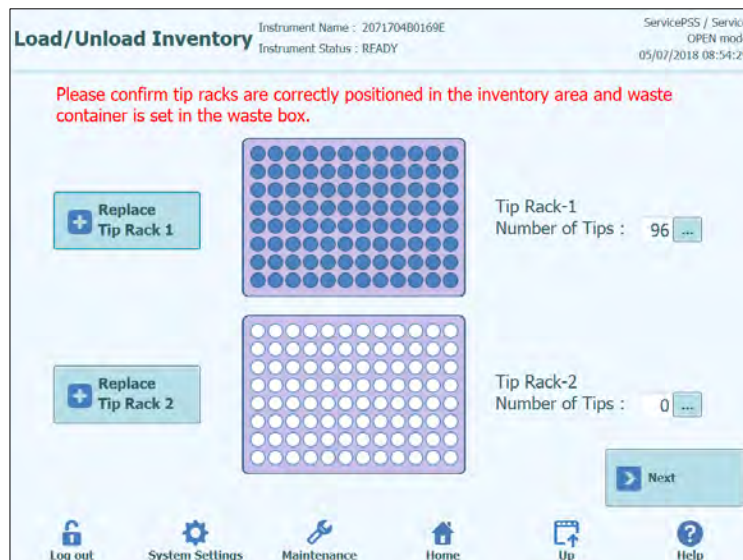 Load/Unload Inventory
Instrument Name : 2071704B0169E
Instrument Status : READY
ServicePSS / Servic
OPEN mod
05/07/2018 08:54:2
Please confirm tip racks are correctly positioned in the inventory area and waste
container is set in the waste box.
Replace
Tip Rack 1
Tip Rack-1
Number of Tips : 96 ...
Replace
Tip Rack 2
Tip Rack-2
Number of Tips : 0 ...
Next
Log out System Settings Maintenance Home Up Help